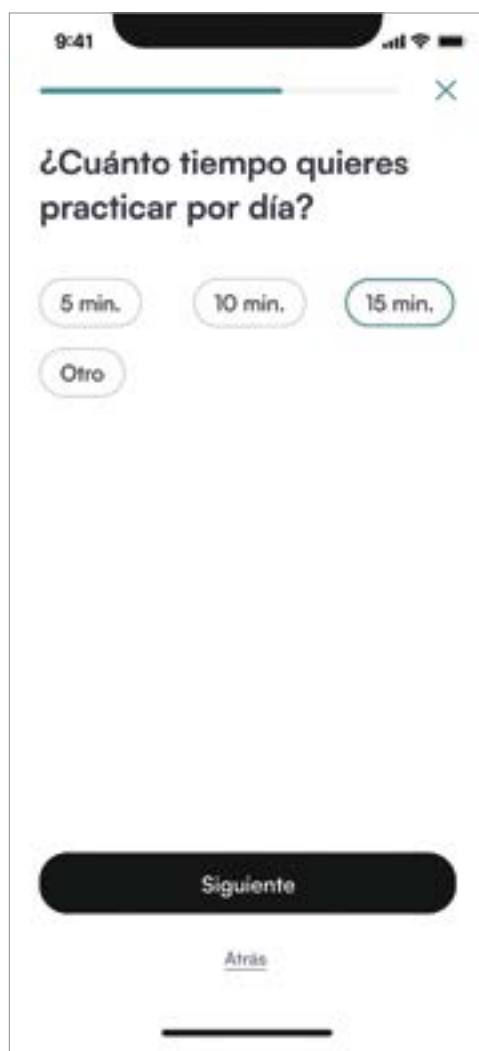 9:41
¿Cuánto tiempo quieres
practicar por día?
5 min. 10 min. 15 min.
Otro
Siguiente
Atrás